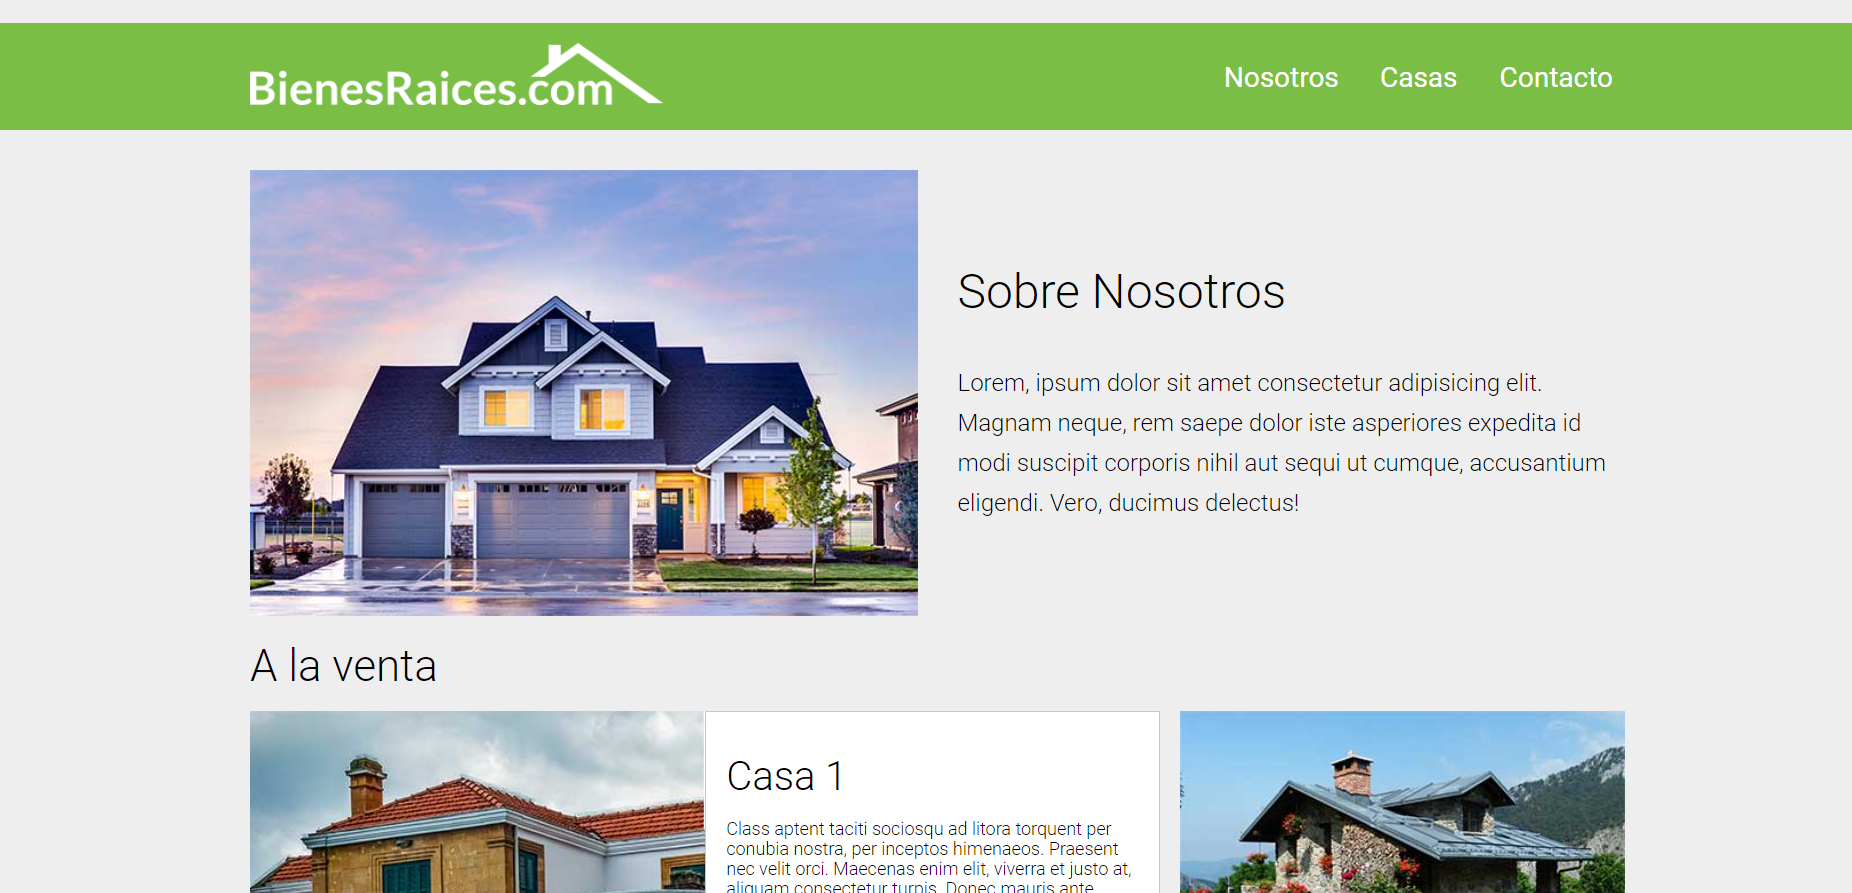 BienesRaices.com
Nosotros Casas Contacto
Sobre Nosotros
Lorem, ipsum dolor sit amet consectetur adipisicing elit.
Magnam neque, rem saepe dolor iste asperiores expedita id
modi suscipit corporis nihil aut sequi ut cumque, accusantium
eligendi. Vero, ducimus delectus!
A la venta
Casa 1
Class aptent taciti sociosqu ad litora torquent per
conubia nostra, per inceptos himenaeos. Praesent
nec velit orci. Maecenas enim elit, viverra et justo at,
aliquam consectetur turpis. Donec mauris ante